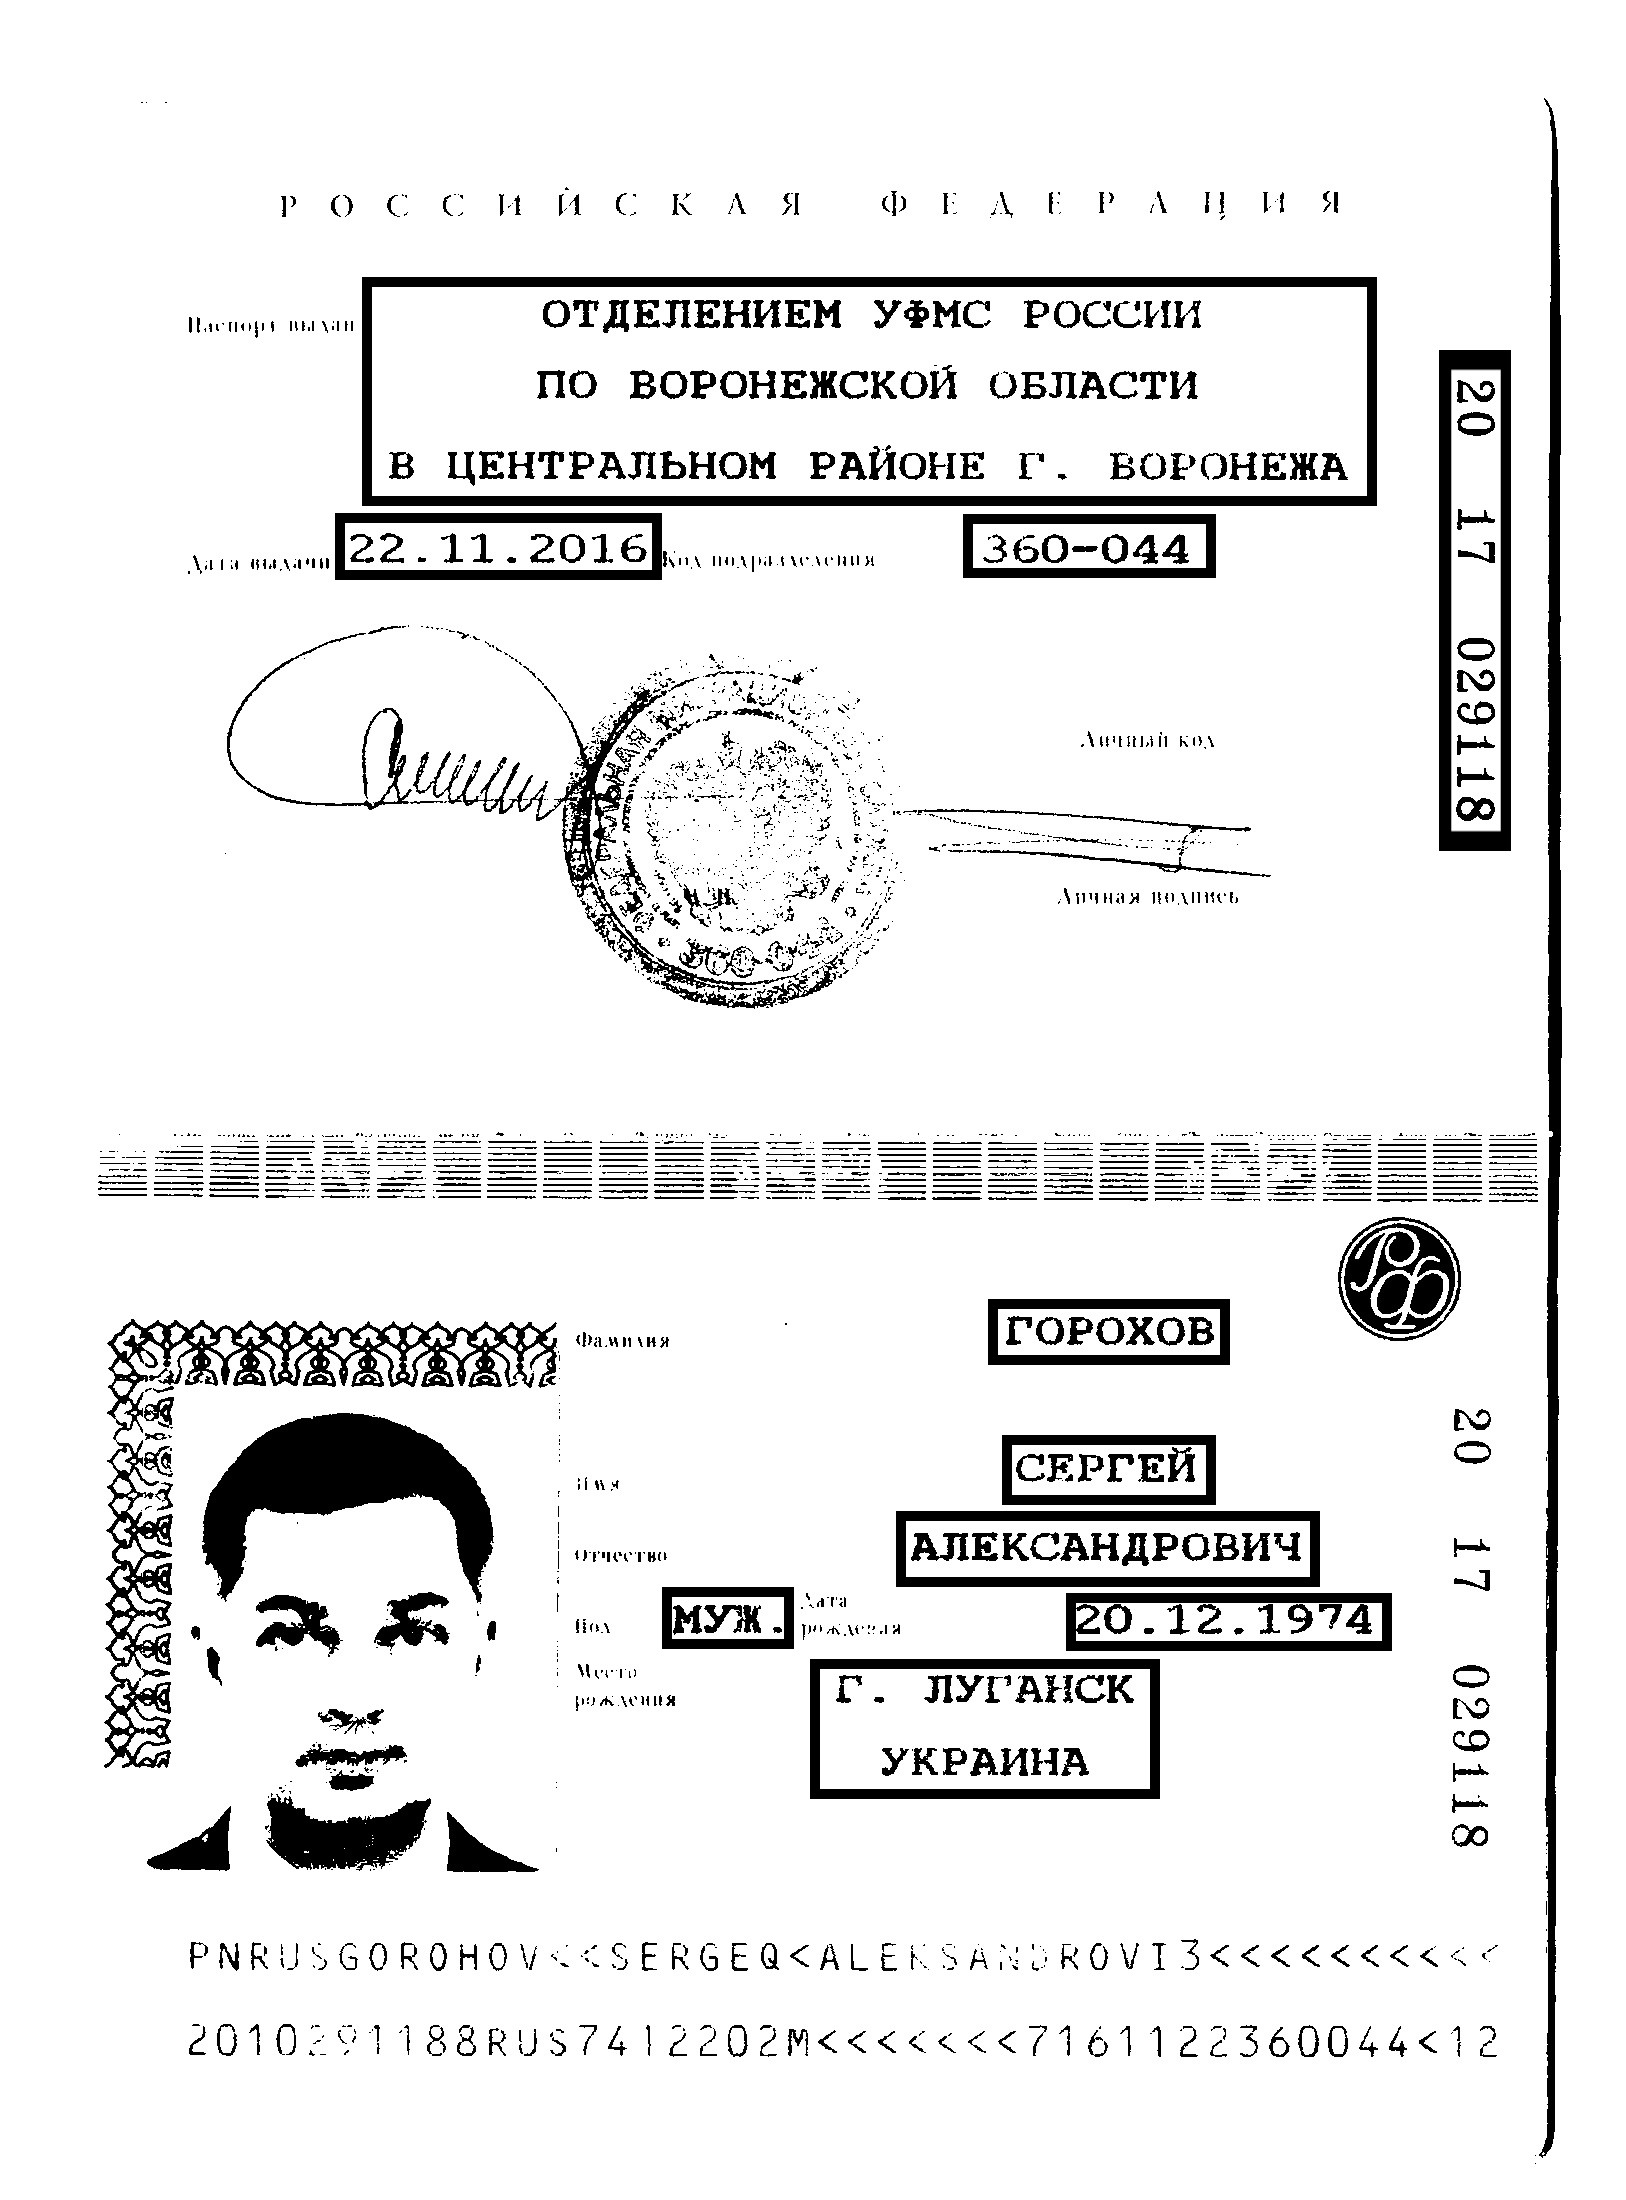 РОССИЙСКАЯ ФЕДЕРАЦИЯ
Паспорт выдан
ОТДЕЛЕНИЕМ УФМС РОССИИ
ПО ВОРОНЕЖСКОЙ ОБЛАСТИ
В ЦЕНТРАЛЬНОМ РАЙОНЕ Г. ВОРОНЕЖА
Дата выдачи 22.11.2016 Код подразделения 360-044
20 17 029118
Личный код
Личная подпись
РФ
Фамилия ГОРОХОВ
Имя СЕРГЕЙ
Отчество АЛЕКСАНДРОВИЧ
Пол МУЖ. Дата рождения 20.12.1974
Место рождения Г. ЛУГАНСК
УКРАИНА
20 17 029118
PNRUSGOROHOV<<SERGEQ<ALEKSANDROVI3<<<<<<<<<<
2010291188RUS7412202M<<<<<<<7161122360044<12